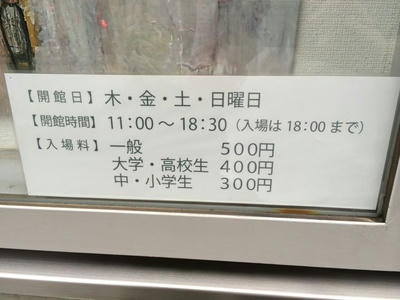 【開館日】木・金・土・日曜日
【開館時間】11:00～18:30（入場は18:00まで）
【入場料】一般 500円
大学・高校生 400円
中・小学生 300円